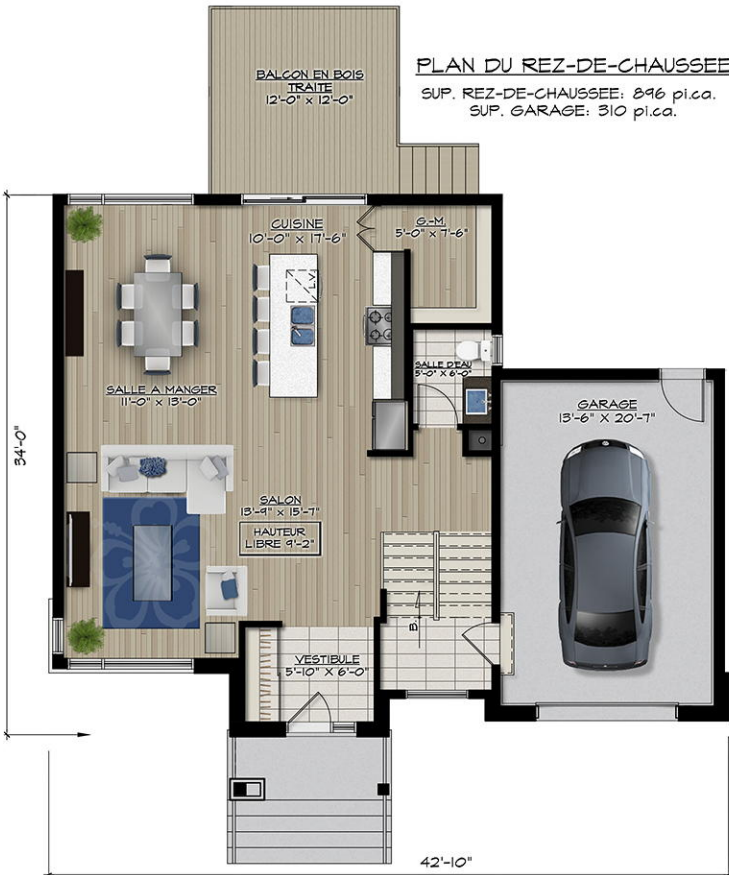 PLAN DU REZ-DE-CHAUSSEE
SUP. REZ-DE-CHAUSSEE: 896 pi.ca.
SUP. GARAGE: 310 pi.ca.
BALCON EN BOIS
TRAITE
12'-0" x 12'-0"
CUISINE
10'-0" X 17'-6"
G-M.
5'-0" x 7'-6"
L.V.
SALLE D'EAU
5'-0" X 6'-0"
SALLE A MANGER
11'-0" x 13'-0"
GARAGE
13'-6" X 20'-7"
34'-0"
SALON
13'-9" x 15'-7"
HAUTEUR
LIBRE 9'-2"
B.
VESTIBULE
5'-10" X 6'-0"
42'-10"